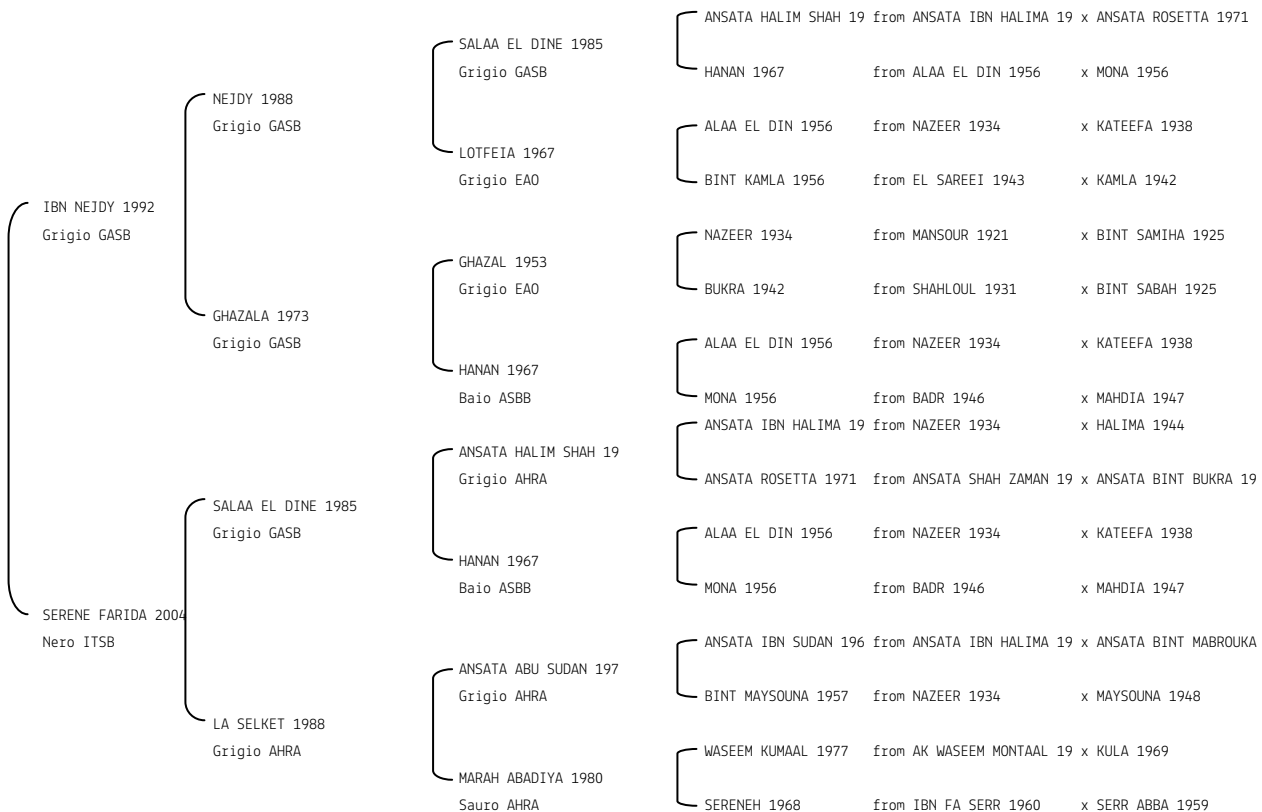 ANSATA HALIM SHAH 19 from ANSATA IBN HALIMA 19 x ANSATA ROSETTA 1971
SALAA EL DINE 1985
Grigio GASB
HANAN 1967 from ALAA EL DIN 1956 x MONA 1956
NEJDY 1988
Grigio GASB
ALAA EL DIN 1956 from NAZEER 1934 x KATEEFA 1938
LOTFEIA 1967
Grigio EAO
BINT KAMLA 1956 from EL SAREEI 1943 x KAMLA 1942
IBN NEJDY 1992
Grigio GASB
NAZEER 1934 from MANSOUR 1921 x BINT SAMIHA 1925
GHAZAL 1953
Grigio EAO
BUKRA 1942 from SHAHLOUL 1931 x BINT SABAH 1925
GHAZALA 1973
Grigio GASB
ALAA EL DIN 1956 from NAZEER 1934 x KATEEFA 1938
HANAN 1967
Baio ASBB
MONA 1956 from BADR 1946 x MAHDIA 1947
ANSATA IBN HALIMA 19 from NAZEER 1934 x HALIMA 1944
ANSATA HALIM SHAH 19
Grigio AHRA
ANSATA ROSETTA 1971 from ANSATA SHAH ZAMAN 19 x ANSATA BINT BUKRA 19
SALAA EL DINE 1985
Grigio GASB
ALAA EL DIN 1956 from NAZEER 1934 x KATEEFA 1938
HANAN 1967
Baio ASBB
MONA 1956 from BADR 1946 x MAHDIA 1947
SERENE FARIDA 2004
Nero ITSB
ANSATA IBN SUDAN 196 from ANSATA IBN HALIMA 19 x ANSATA BINT MABROUKA
ANSATA ABU SUDAN 197
Grigio AHRA
BINT MAYSOUNA 1957 from NAZEER 1934 x MAYSOUNA 1948
LA SELKET 1988
Grigio AHRA
WASEEM KUMAAL 1977 from AK WASEEM MONTAAL 19 x KULA 1969
MARAH ABADIYA 1980
Sauro AHRA
SERENEH 1968 from IBN FA SERR 1960 x SERR ABBA 1959